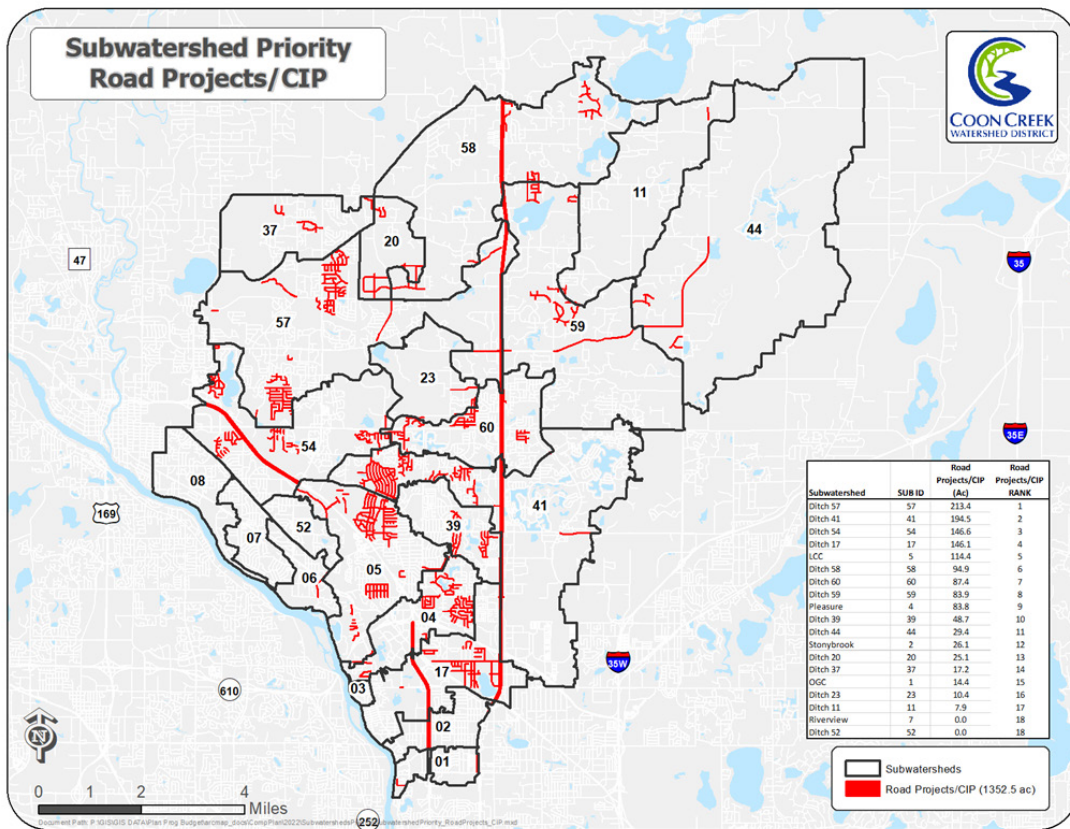 Subwatershed Priority
Road Projects/CIP
COON CREEK
WATERSHED DISTRICT
58
11
37
20
44
47
35
57
59
23
60
54
35E
08
41
169
52
39
07
05
06
04
17
35W
03
610
02
01
252
N
Subwatershed SUB ID Road Projects/CIP (Ac) Road Projects/CIP RANK
Ditch 57 57 213.4 1
Ditch 41 41 194.5 2
Ditch 54 54 146.6 3
Ditch 17 17 146.1 4
LCC 5 114.4 5
Ditch 58 58 94.9 6
Ditch 60 60 87.4 7
Ditch 59 59 83.9 8
Pleasure 4 83.8 9
Ditch 39 39 48.7 10
Ditch 44 44 29.4 11
Stonybrook 2 26.1 12
Ditch 20 20 25.1 13
Ditch 37 37 17.2 14
OGC 1 14.4 15
Ditch 23 23 10.4 16
Ditch 11 11 7.9 17
Riverview 7 0.0 18
Ditch 52 52 0.0 18
Subwatersheds
Road Projects/CIP (1352.5 ac)
0 2 4
Miles
Document Path: